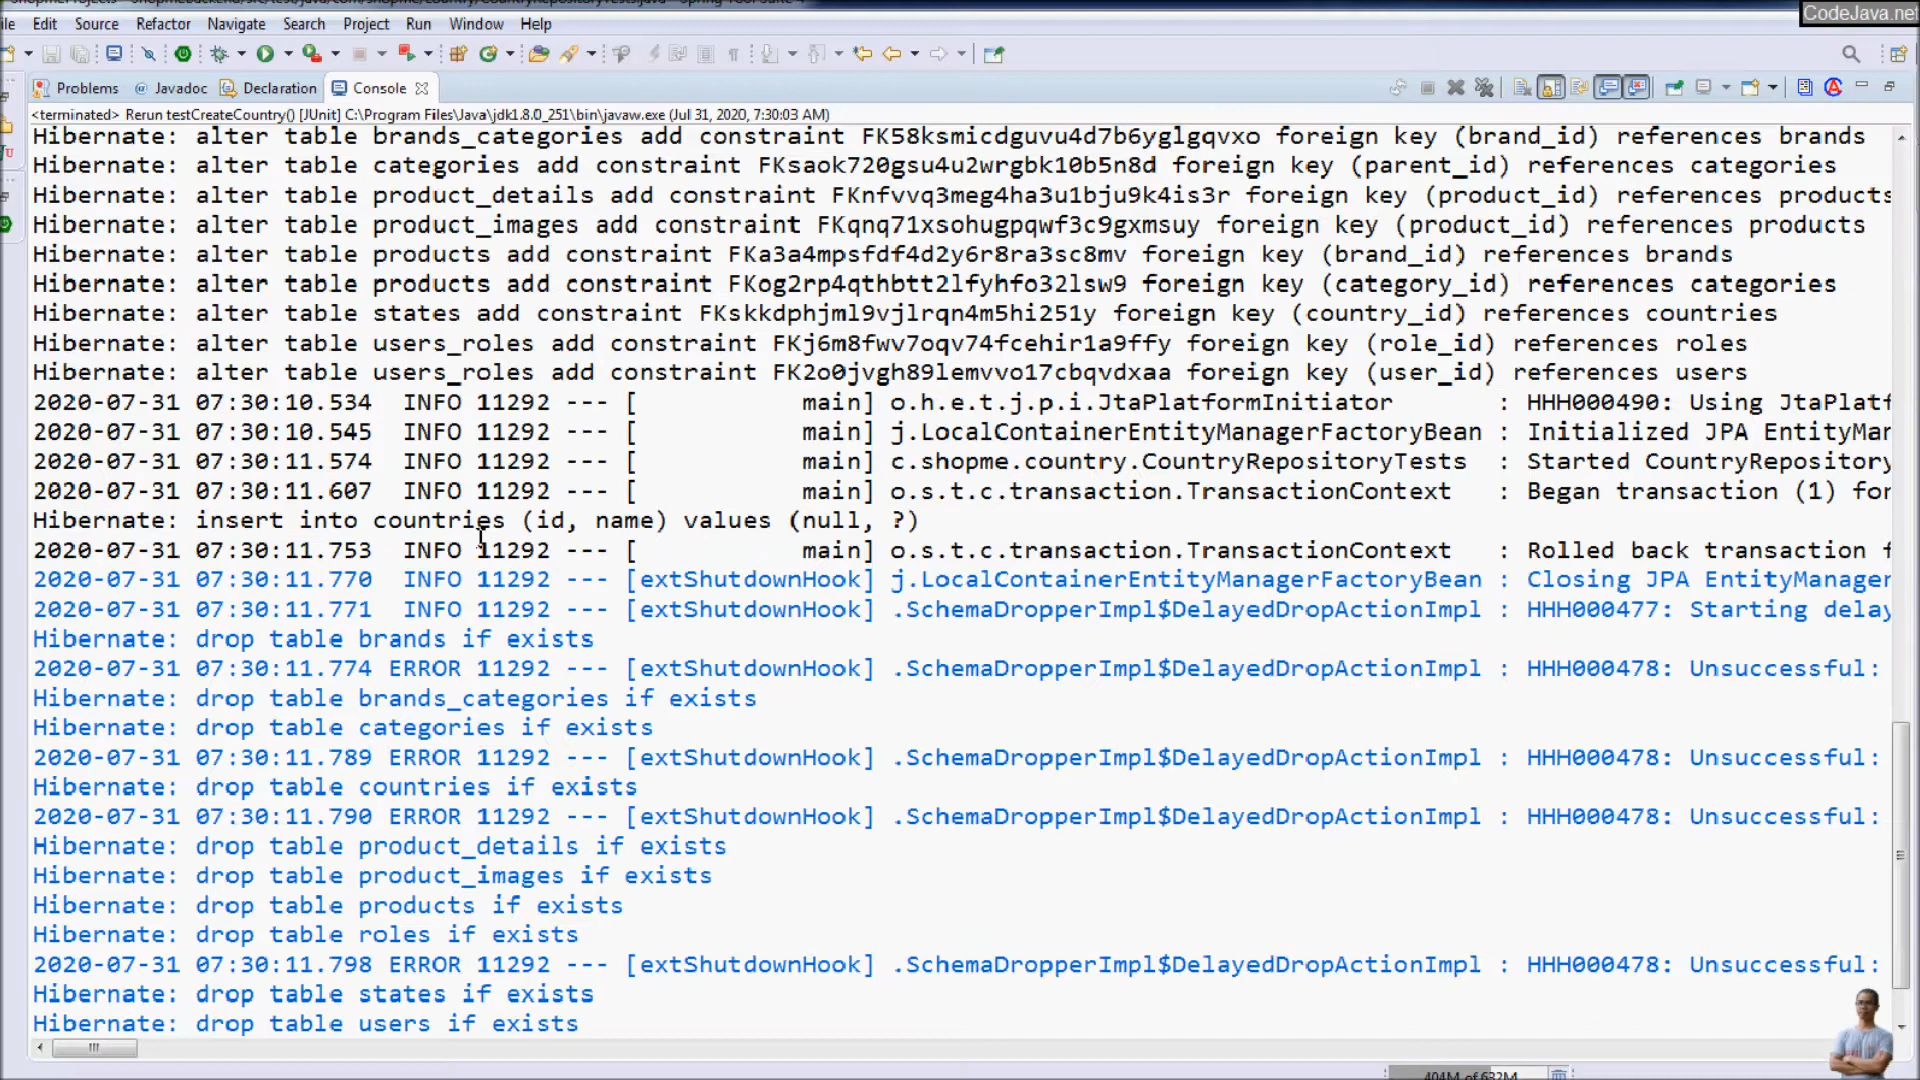 CodeJava.net
ile Edit Source Refactor Navigate Search Project Run Window Help
Problems @ Javadoc Declaration Console
<terminated> Rerun testCreateCountry() [JUnit] C:\Program Files\Java\jdk1.8.0_251\bin\javaw.exe (Jul 31, 2020, 7:30:03 AM)
Hibernate: alter table brands_categories add constraint FK58ksmicdguvu4d7b6yglgqvxo foreign key (brand_id) references brands
Hibernate: alter table categories add constraint FKsaok720gsu4u2wrgbk10b5n8d foreign key (parent_id) references categories
Hibernate: alter table product_details add constraint FKnfvvq3meg4ha3u1bju9k4is3r foreign key (product_id) references products
Hibernate: alter table product_images add constraint FKqnq71xsohugpqwf3c9gxmsuy foreign key (product_id) references products
Hibernate: alter table products add constraint FKa3a4mpsfdf4d2y6r8ra3sc8mv foreign key (brand_id) references brands
Hibernate: alter table products add constraint FKog2rp4qthbtt2lfyhfo32lsw9 foreign key (category_id) references categories
Hibernate: alter table states add constraint FKskkdphjml9vjlrqn4m5hi251y foreign key (country_id) references countries
Hibernate: alter table users_roles add constraint FKj6m8fwv7oqv74fcehir1a9ffy foreign key (role_id) references roles
Hibernate: alter table users_roles add constraint FK2o0jvgh89lemvvo17cbqvdxaa foreign key (user_id) references users
2020-07-31 07:30:10.534 INFO 11292 --- [ main] o.h.e.t.j.p.i.JtaPlatformInitiator : HHH000490: Using JtaPlatf
2020-07-31 07:30:10.545 INFO 11292 --- [ main] j.LocalContainerEntityManagerFactoryBean : Initialized JPA EntityMan
2020-07-31 07:30:11.574 INFO 11292 --- [ main] c.shopme.country.CountryRepositoryTests : Started CountryRepository
2020-07-31 07:30:11.607 INFO 11292 --- [ main] o.s.t.c.transaction.TransactionContext : Began transaction (1) for
Hibernate: insert into countries (id, name) values (null, ?)
2020-07-31 07:30:11.753 INFO 11292 --- [ main] o.s.t.c.transaction.TransactionContext : Rolled back transaction f
2020-07-31 07:30:11.770 INFO 11292 --- [extShutdownHook] j.LocalContainerEntityManagerFactoryBean : Closing JPA EntityManager
2020-07-31 07:30:11.771 INFO 11292 --- [extShutdownHook] .SchemaDropperImpl$DelayedDropActionImpl : HHH000477: Starting delay
Hibernate: drop table brands if exists
2020-07-31 07:30:11.774 ERROR 11292 --- [extShutdownHook] .SchemaDropperImpl$DelayedDropActionImpl : HHH000478: Unsuccessful:
Hibernate: drop table brands_categories if exists
Hibernate: drop table categories if exists
2020-07-31 07:30:11.789 ERROR 11292 --- [extShutdownHook] .SchemaDropperImpl$DelayedDropActionImpl : HHH000478: Unsuccessful:
Hibernate: drop table countries if exists
2020-07-31 07:30:11.790 ERROR 11292 --- [extShutdownHook] .SchemaDropperImpl$DelayedDropActionImpl : HHH000478: Unsuccessful:
Hibernate: drop table product_details if exists
Hibernate: drop table product_images if exists
Hibernate: drop table products if exists
Hibernate: drop table roles if exists
2020-07-31 07:30:11.798 ERROR 11292 --- [extShutdownHook] .SchemaDropperImpl$DelayedDropActionImpl : HHH000478: Unsuccessful:
Hibernate: drop table states if exists
Hibernate: drop table users if exists
404M of 632M